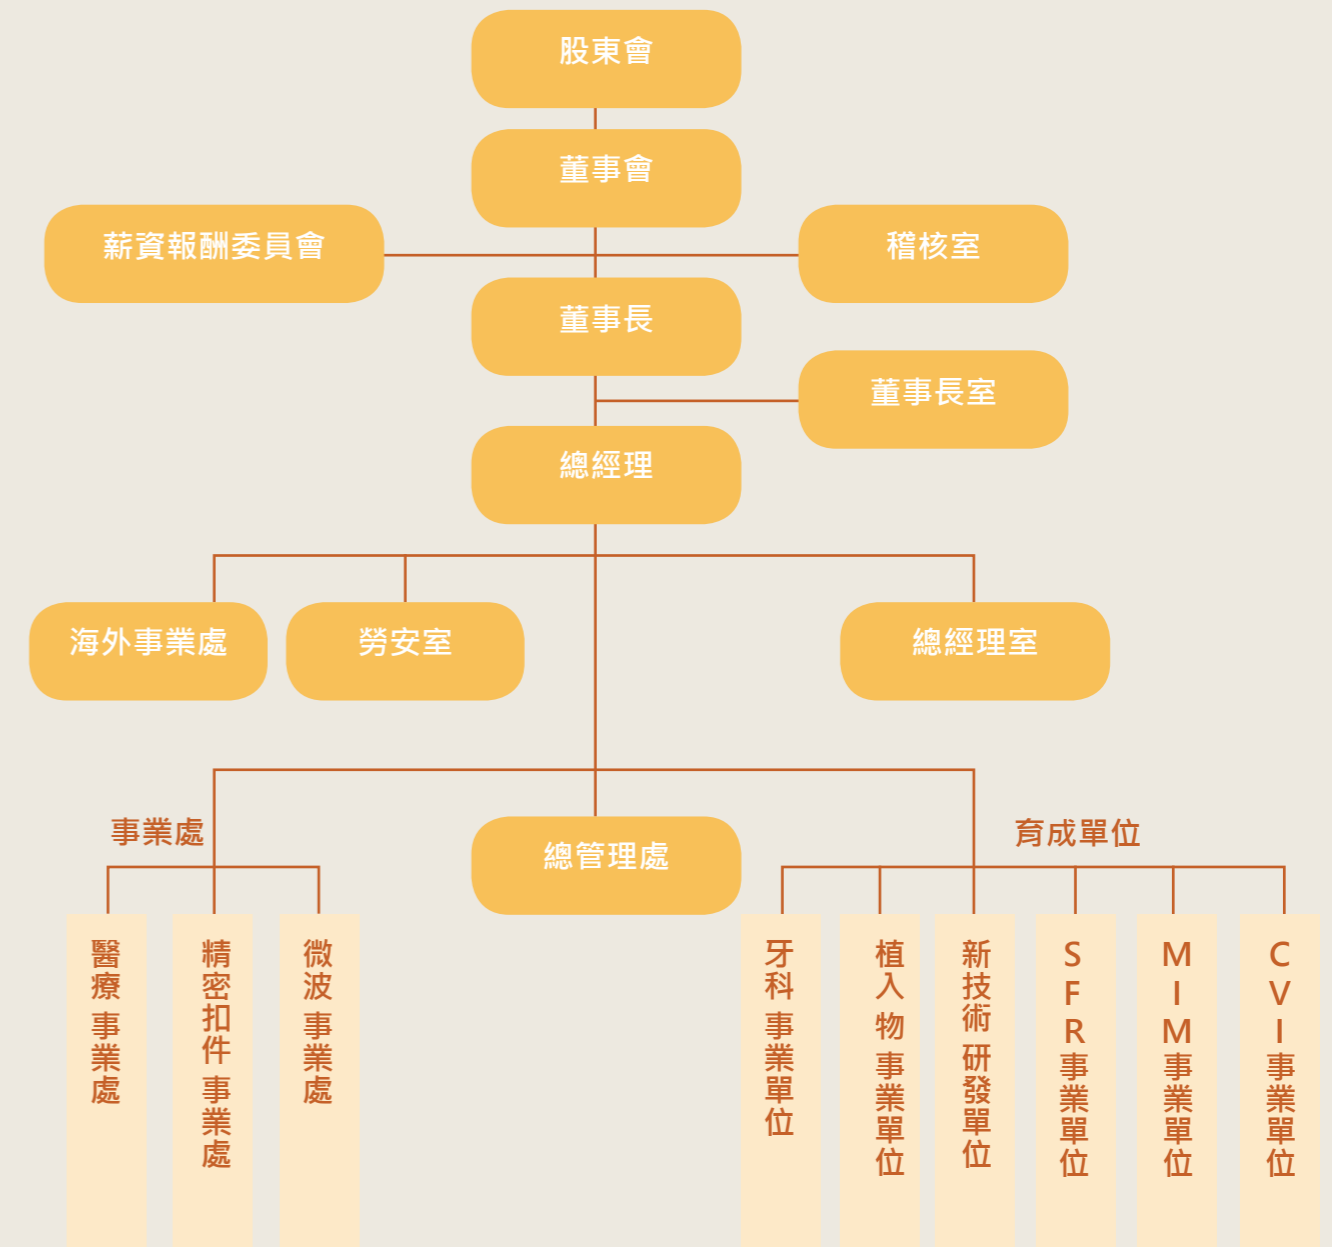 股東會
董事會
薪資報酬委員會
稽核室
董事長
董事長室
總經理
海外事業處
勞安室
總經理室
事業處
總管理處
育成單位
醫療 事業處
精密扣件 事業處
微波 事業處
牙科 事業單位
植入 物 事業單位
新技術 研發單位
SFR事業單位
MIM事業單位
CVI事業單位